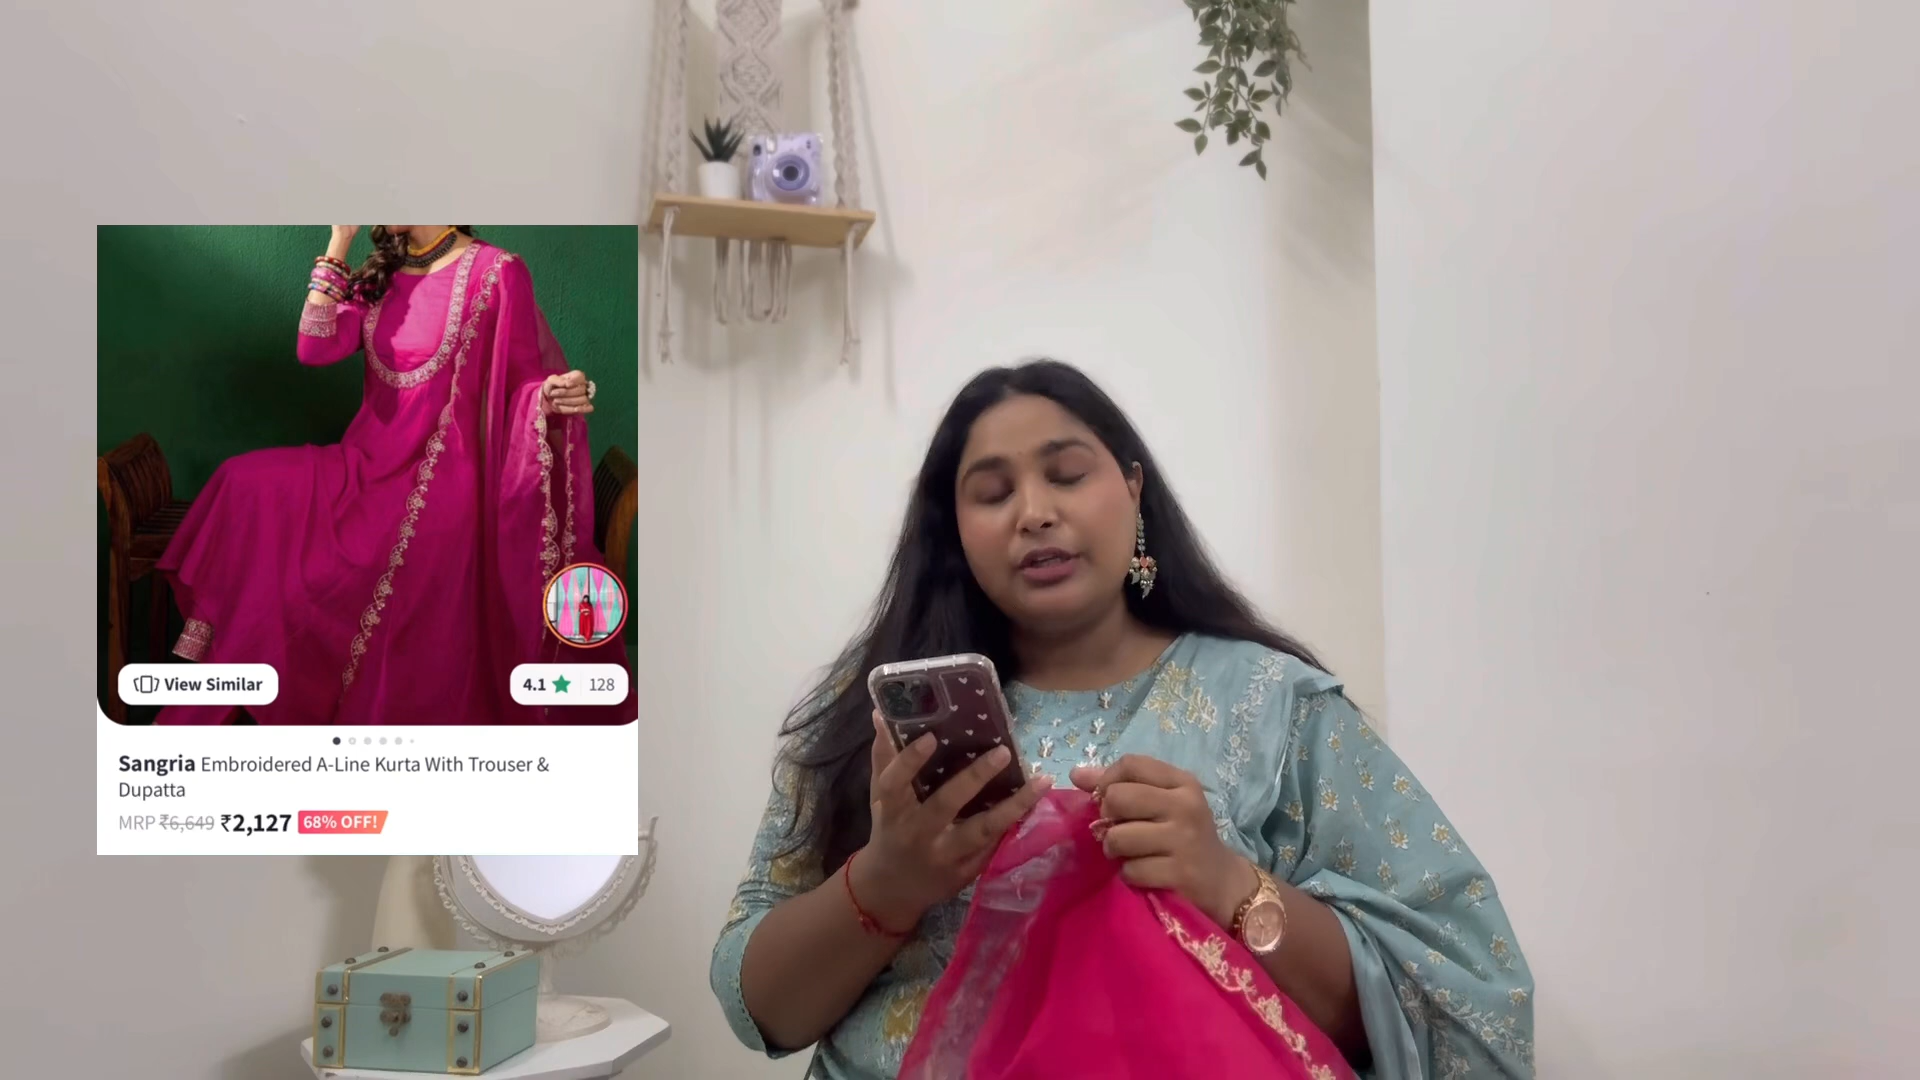 View Similar
4.1 128
Sangria Embroidered A-Line Kurta With Trouser &
Dupatta
MRP ₹6,649 ₹2,127 68% OFF!